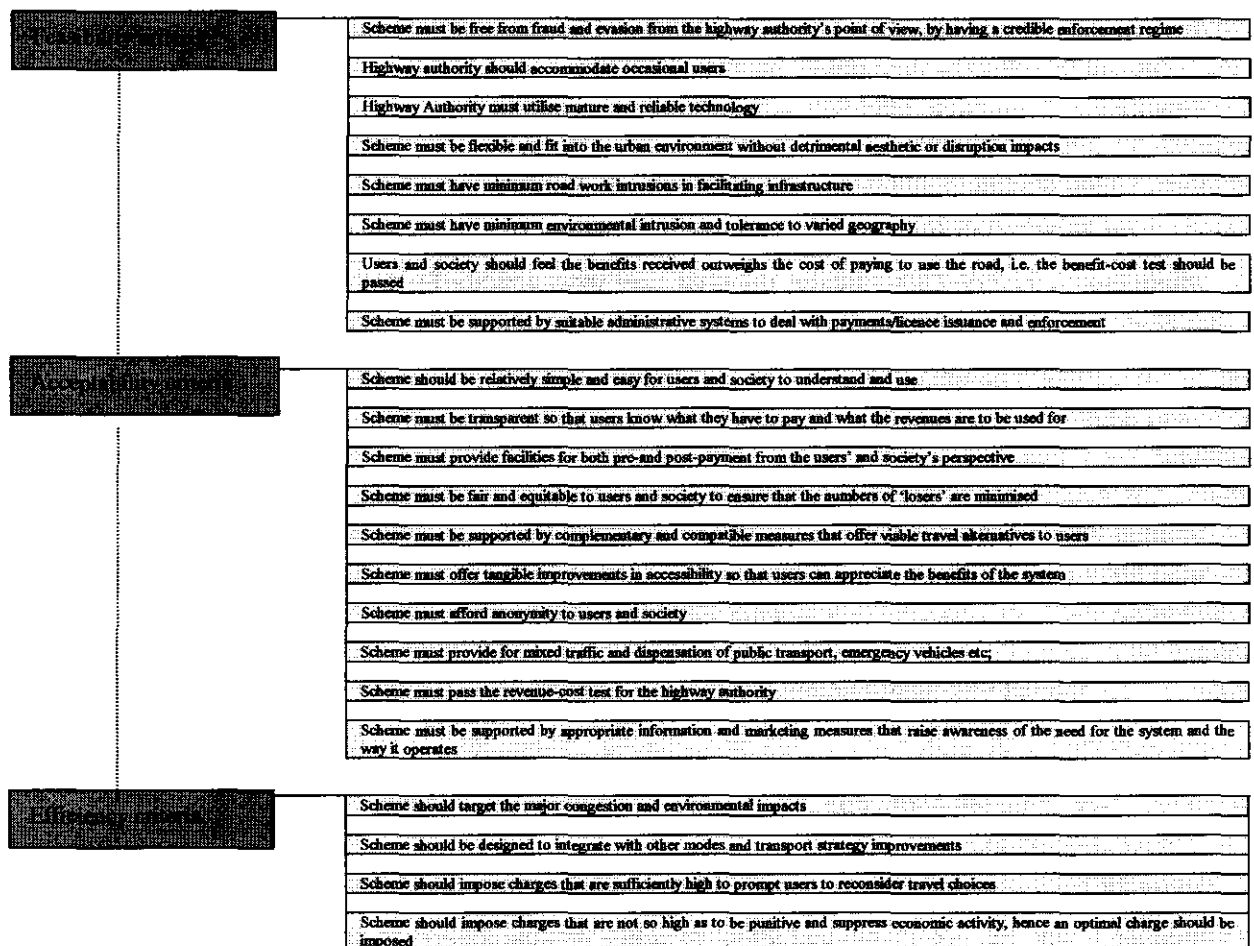 Feasibility criteria
Scheme must be free from fraud and evasion from the highway authority's point of view, by having a credible enforcement regime
Highway authority should accommodate occasional users
Highway Authority must utilise mature and reliable technology
Scheme must be flexible and fit into the urban environment without detrimental aesthetic or disruption impacts
Scheme must have minimum road work intrusions in facilitating infrastructure
Scheme must have minimum environmental intrusion and tolerance to varied geography
Users and society should feel the benefits received outweighs the cost of paying to use the road, i.e. the benefit-cost test should be
passed
Scheme must be supported by suitable administrative systems to deal with payments/licence issuance and enforcement
Acceptability criteria
Scheme should be relatively simple and easy for users and society to understand and use
Scheme must be transparent so that users know what they have to pay and what the revenues are to be used for
Scheme must provide facilities for both pre-and post-payment from the users' and society's perspective
Scheme must be fair and equitable to users and society to ensure that the numbers of 'losers' are minimised
Scheme must be supported by complementary and compatible measures that offer viable travel alternatives to users
Scheme must offer tangible improvements in accessibility so that users can appreciate the benefits of the system
Scheme must afford anonymity to users and society
Scheme must provide for mixed traffic and dispensation of public transport, emergency vehicles etc;
Scheme must pass the revenue-cost test for the highway authority
Scheme must be supported by appropriate information and marketing measures that raise awareness of the need for the system and the
way it operates
Efficiency criteria
Scheme should target the major congestion and environmental impacts
Scheme should be designed to integrate with other modes and transport strategy improvements
Scheme should impose charges that are sufficiently high to prompt users to reconsider travel choices
Scheme should impose charges that are not so high as to be punitive and suppress economic activity, hence an optimal charge should be
imposed